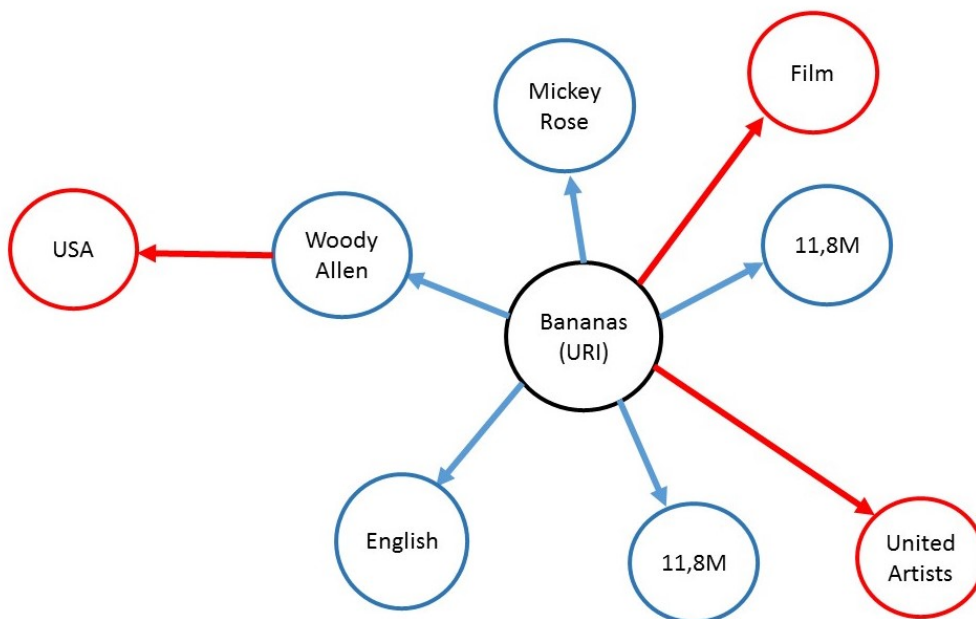 Film
Mickey
Rose
USA
Woody
Allen
11,8M
Bananas
(URI)
English
11,8M
United
Artists